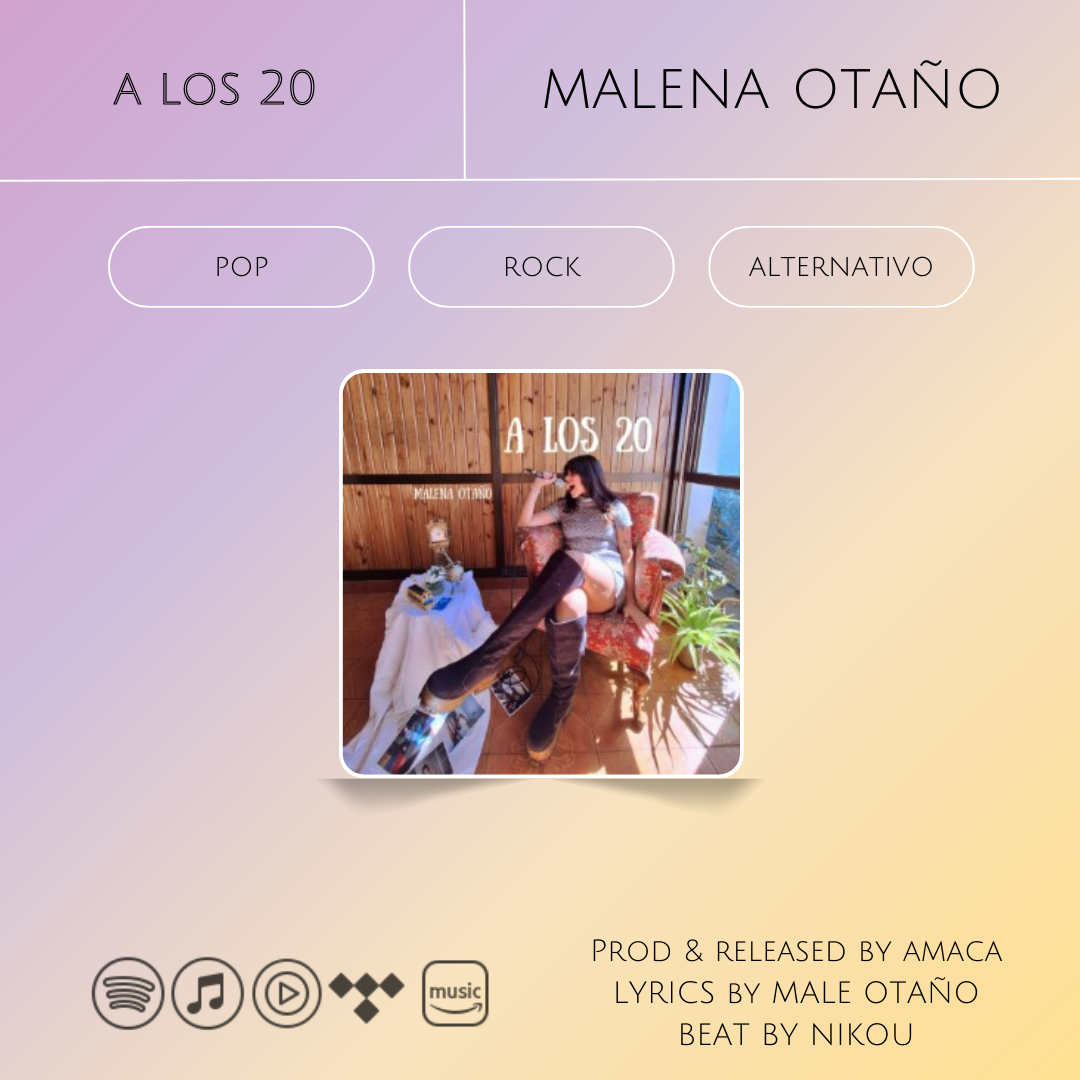 A LOS 20
MALENA OTAÑO
POP
ROCK
ALTERNATIVO
A LOS 20
MALENA OTAÑO
music
PROD & RELEASED BY AMACA
LYRICS BY MALE OTAÑO
BEAT BY NIKOU